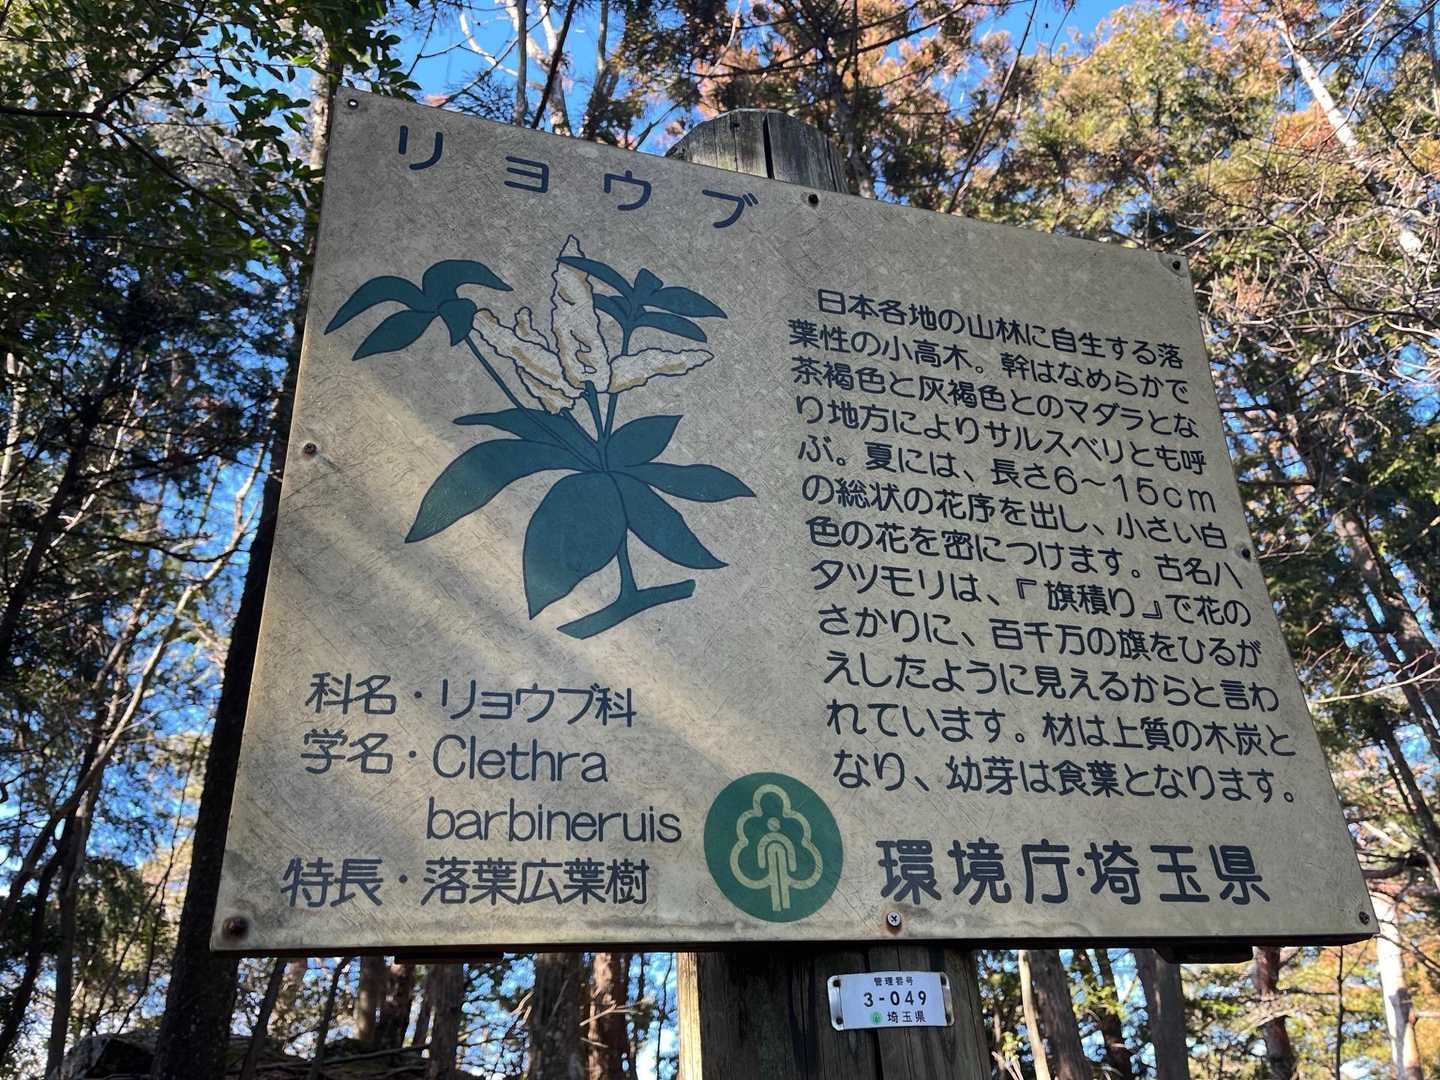 リョウブ
日本各地の山林に自生する落
葉性の小高木。幹はなめらかで
茶褐色と灰褐色とのマダラとな
り地方によりサルスベリとも呼
ぶ。夏には、長さ6〜15cm
の総状の花序を出し、小さい白
色の花を密につけます。古名ハ
タツモリは、『旗積り』で花の
さかりに、百千万の旗をひるが
えしたように見えるからと言わ
れています。材は上質の木炭と
なり、幼芽は食葉となります。
科名・リョウブ科
学名・Clethra
barbineruis
特長・落葉広葉樹
環境庁・埼玉県
管理番号
3-049
埼玉県